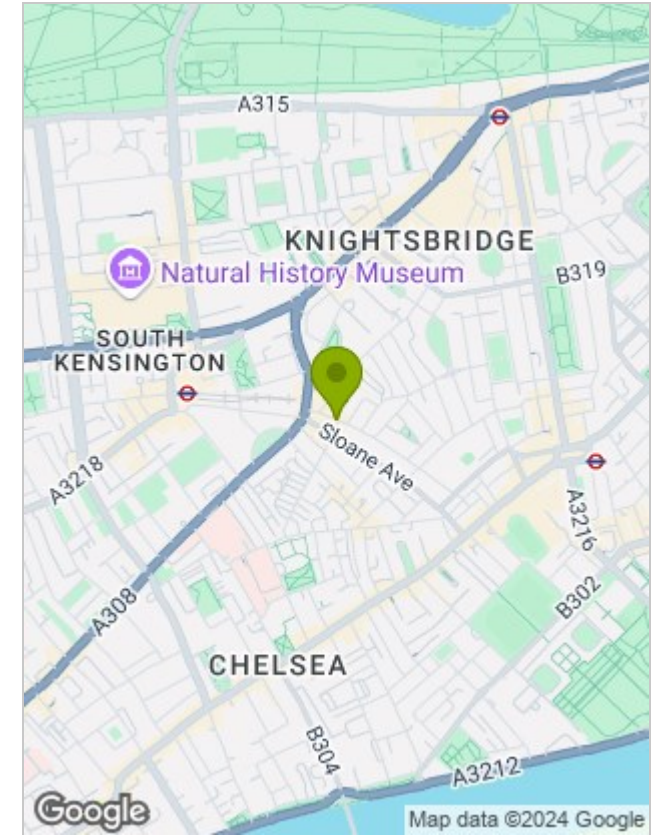 A315
KNIGHTSBRIDGE
B319
Natural History Museum
SOUTH
KENSINGTON
Sloane Ave
A3218
A3216
A308
B302
CHELSEA
B304
A3212
Google
Map data ©2024 Google